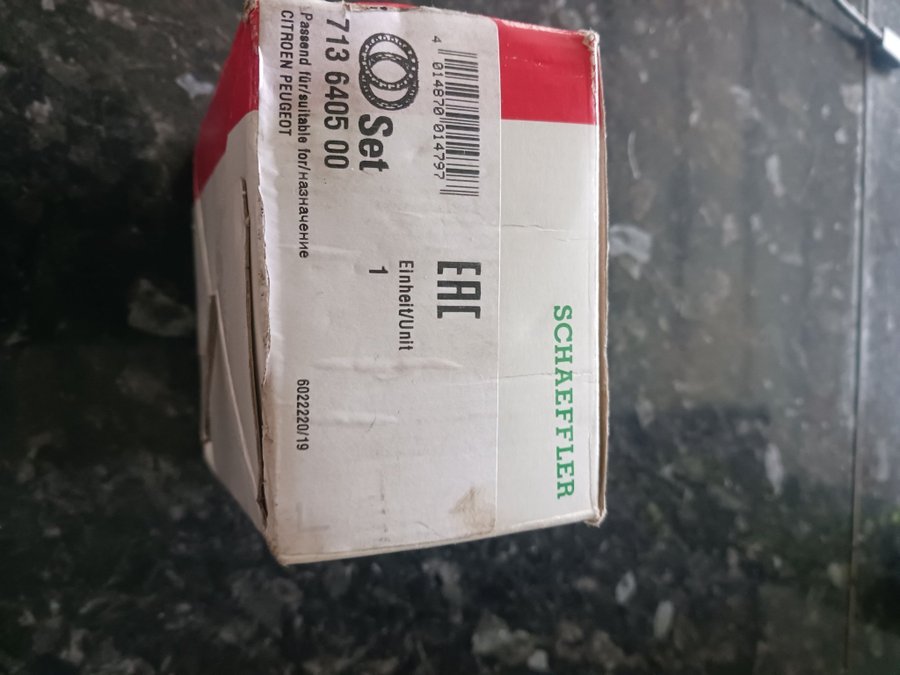 SCHAEFFLER
4 014870 014797
EAC
Set
Einheit/Unit
1
713 6405 00
Passend für/suitable for/назначение
CITROEN PEUGEOT
6022220/19